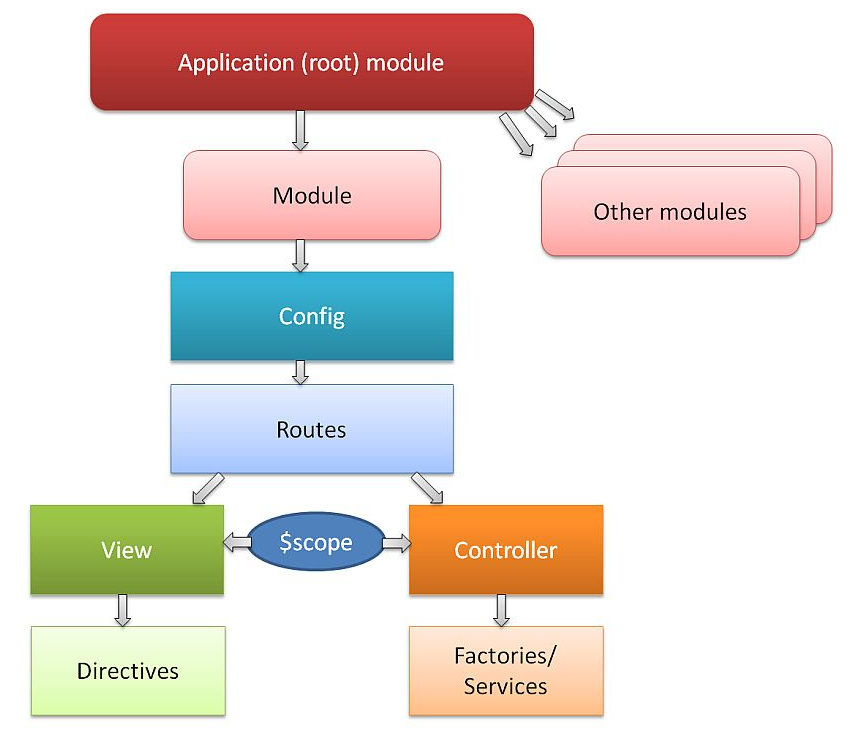 Application (root) module
Module
Other modules
Config
Routes
View
$scope
Controller
Directives
Factories/
Services